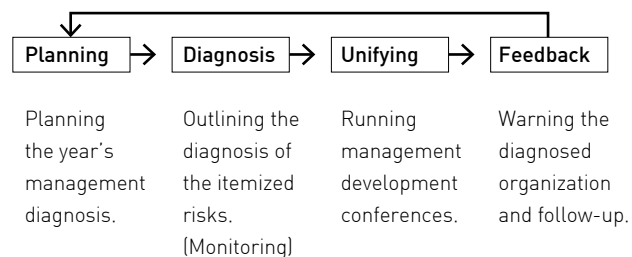 Planning
Diagnosis
Unifying
Feedback
Planning
the year's
management
diagnosis.
Outlining the
diagnosis of
the itemized
risks.
(Monitoring)
Running
management
development
conferences.
Warning the
diagnosed
organization
and follow-up.